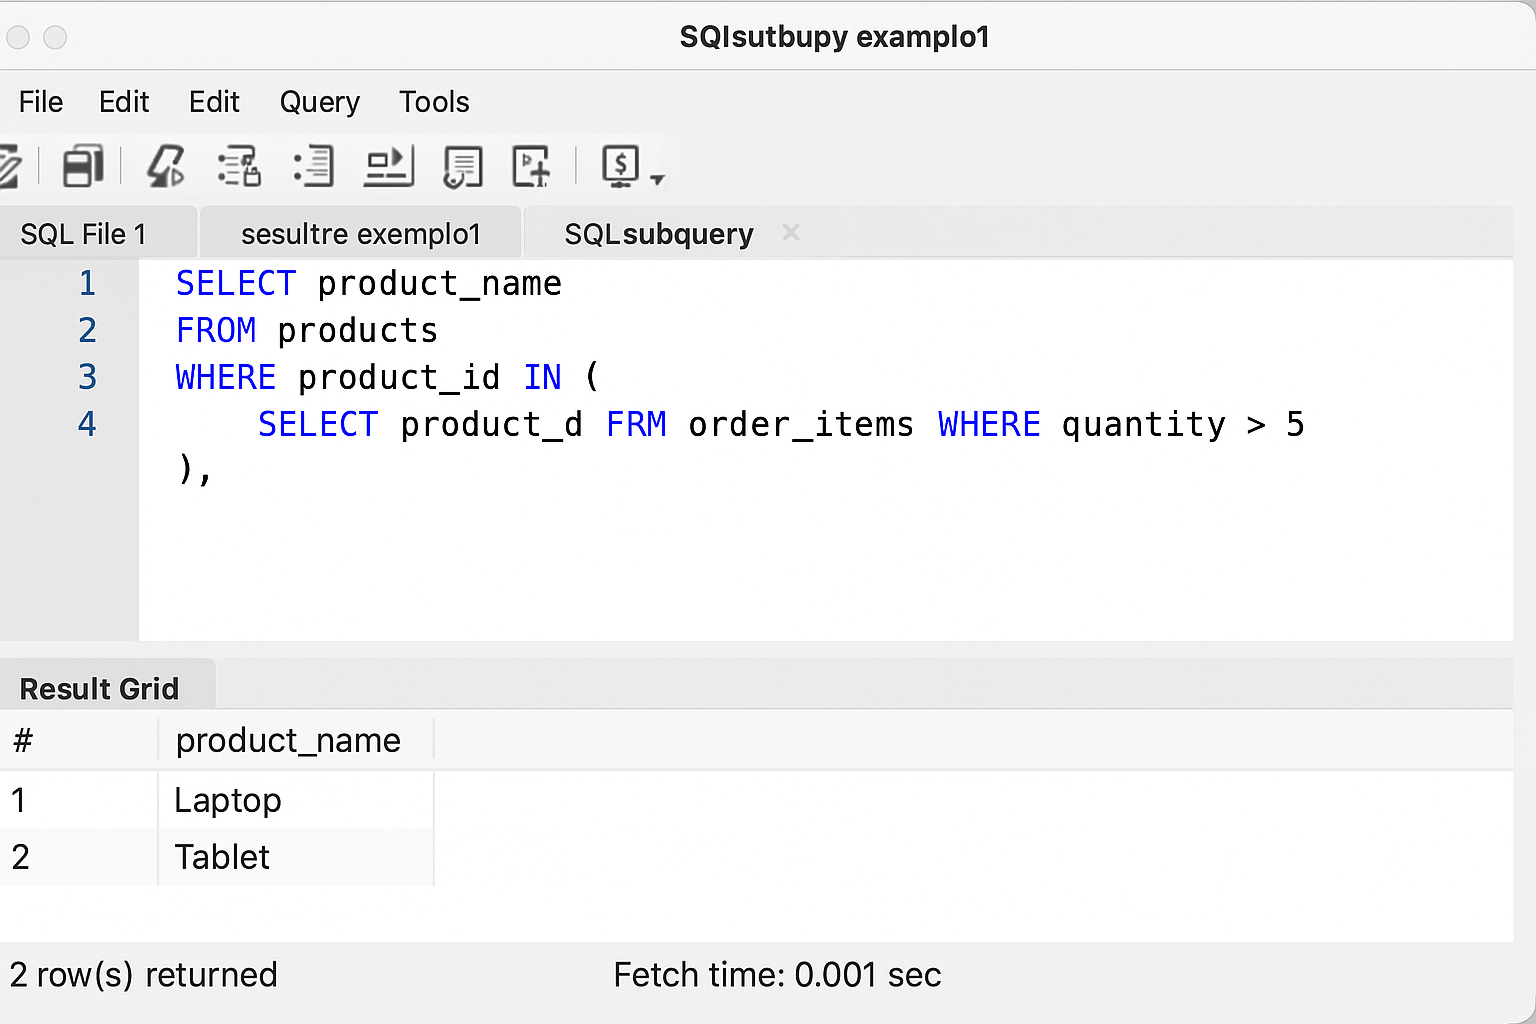 SQlsutbupy examplo1
File Edit Edit Query Tools
$
SQL File 1 sesultre exemplo1 SQLsubquery ×
1 SELECT product_name
2 FROM products
3 WHERE product_id IN (
4 SELECT product_d FRM order_items WHERE quantity > 5
),
Result Grid
# product_name
1 Laptop
2 Tablet
2 row(s) returned Fetch time: 0.001 sec